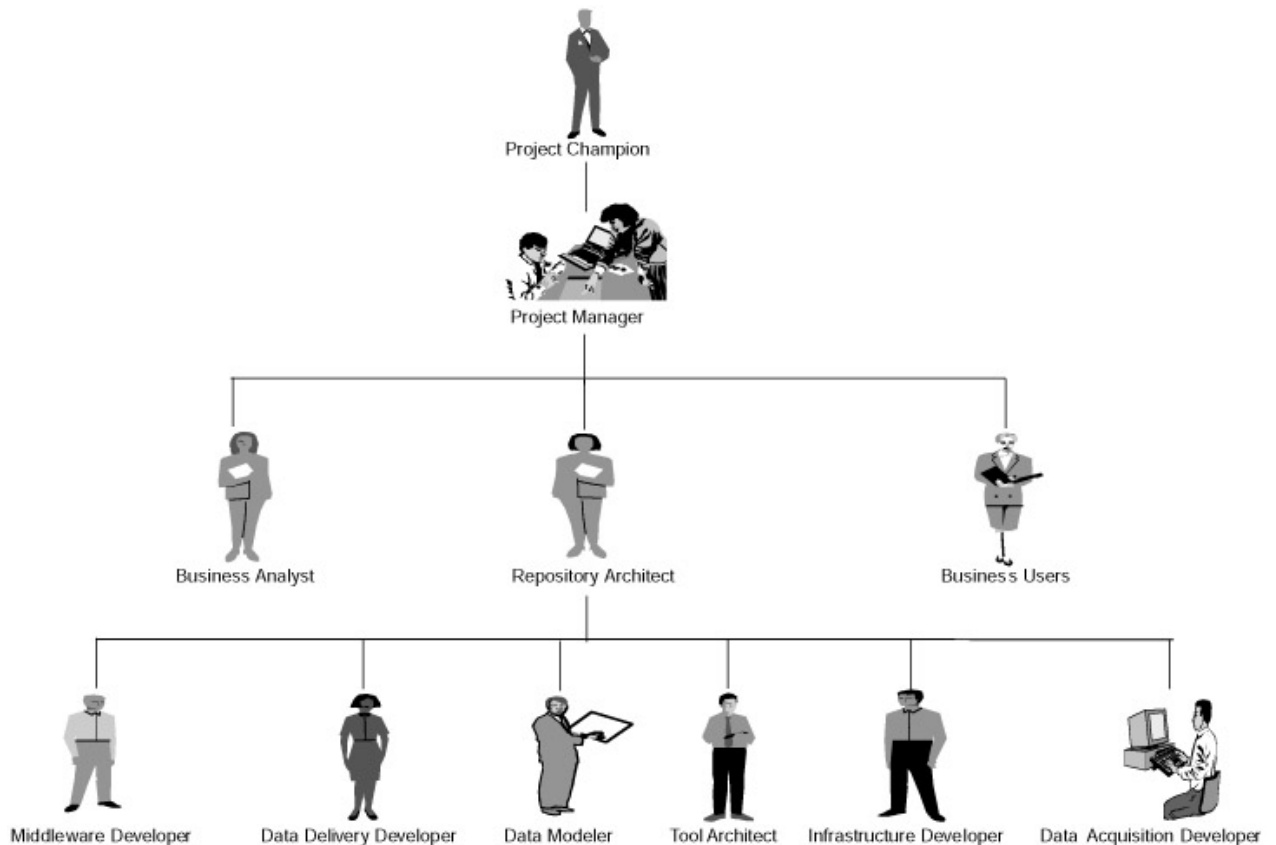 Project Champion
Project Manager
Business Analyst
Repository Architect
Business Users
Middleware Developer
Data Delivery Developer
Data Modeler
Tool Architect
Infrastructure Developer
Data Acquisition Developer